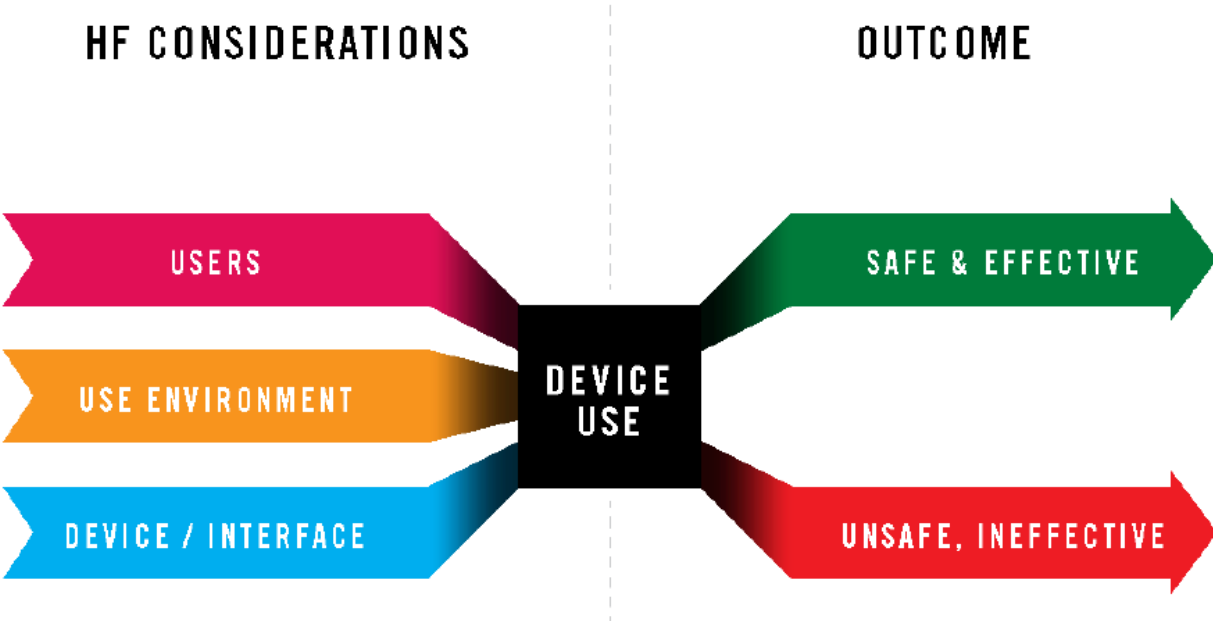 HF CONSIDERATIONS
OUTCOME
USERS
USE ENVIRONMENT
DEVICE / INTERFACE
DEVICE
USE
SAFE & EFFECTIVE
UNSAFE, INEFFECTIVE